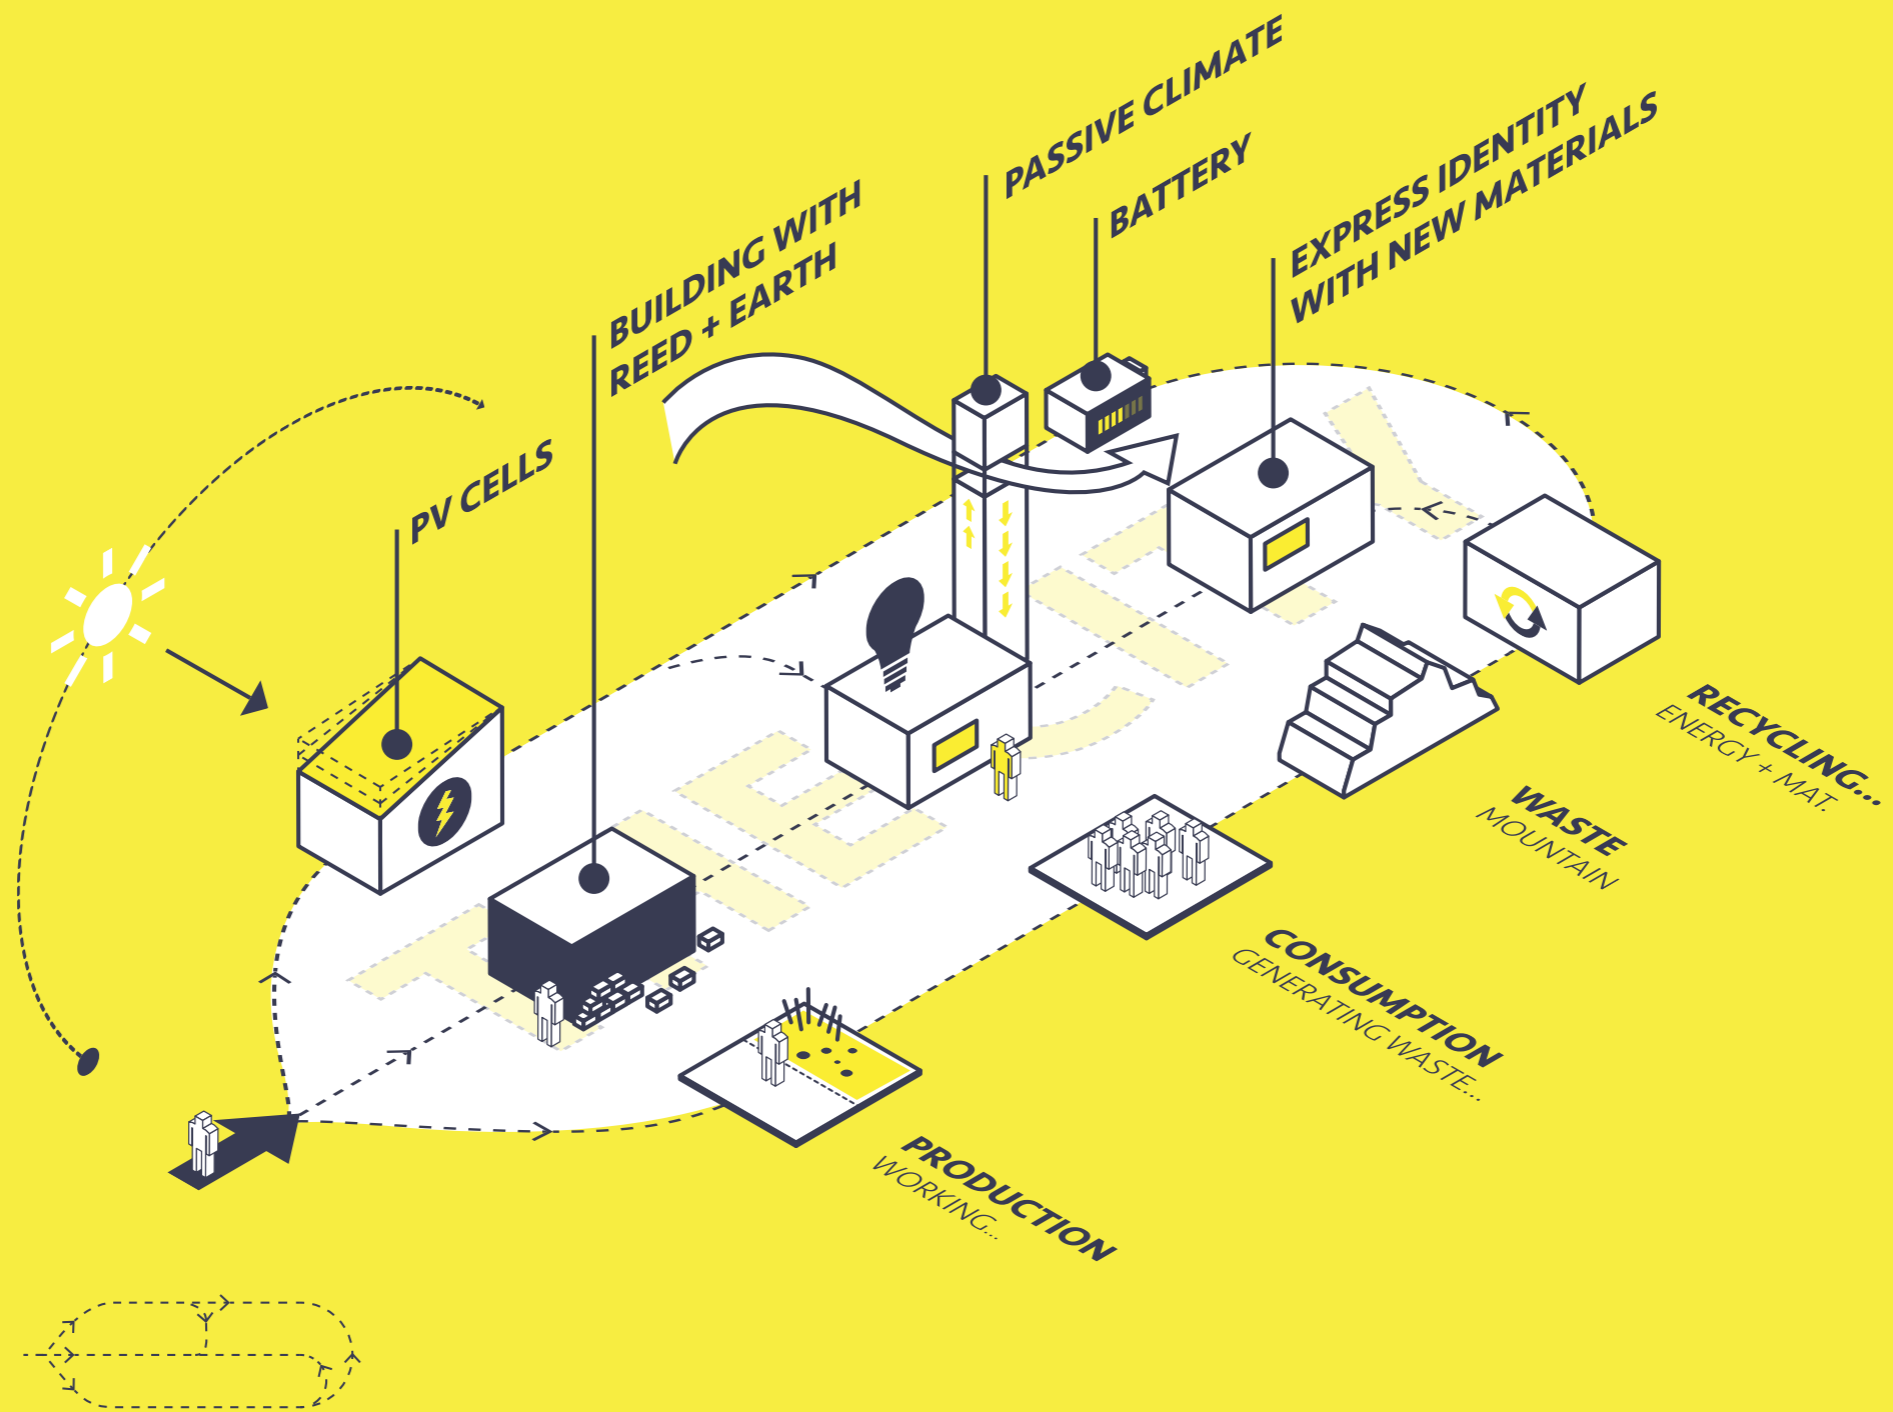 PASSIVE CLIMATE
BATTERY
EXPRESS IDENTITY
WITH NEW MATERIALS
BUILDING WITH
REED + EARTH
PV CELLS
RECYCLING...
ENERGY + MAT.
WASTE
MOUNTAIN
CONSUMPTION
GENERATING WASTE...
PRODUCTION
WORKING...